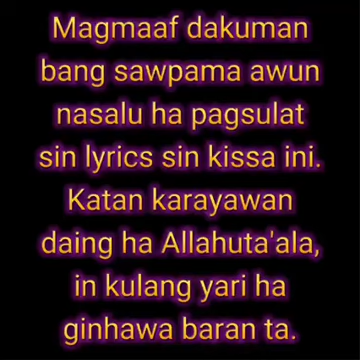 Magmaaf dakuman
bang sawpama awun
nasalu ha pagsulat
sin lyrics sin kissa ini.
Katan karayawan
daing ha Allahuta'ala,
in kulang yari ha
ginhawa baran ta.